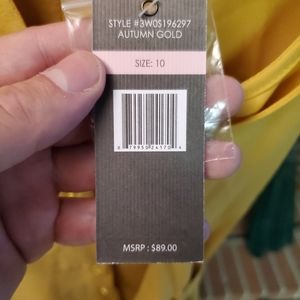 STYLE #3W0S196297
AUTUMN GOLD
SIZE: 10
MSRP : $89.00